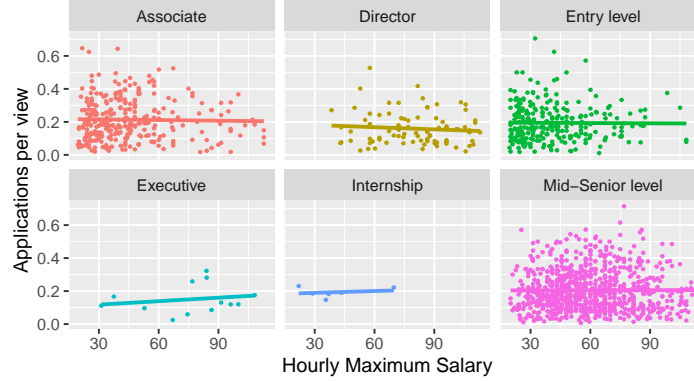 Associate Director Entry level
0.6
0.4
0.2
0.0
Executive Internship Mid−Senior level
0.6
0.4
0.2
0.0
30 60 90 30 60 90 30 60 90
Hourly Maximum Salary
Applications per view